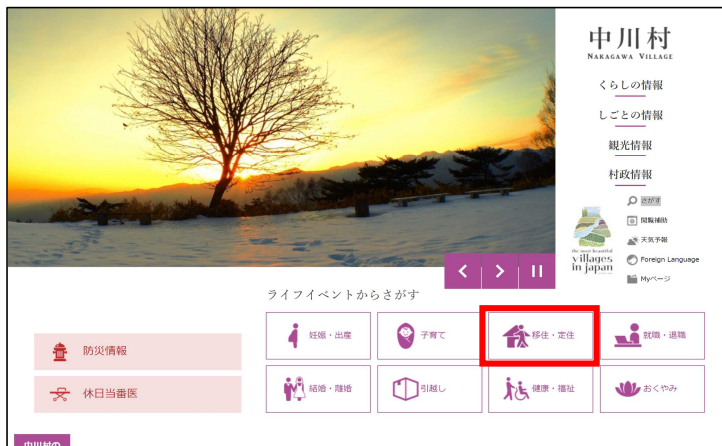 中川村
NAKAGAWA VILLAGE
くらしの情報
しごとの情報
観光情報
村政情報
さがす
閲覧補助
天気予報
Foreign Language
Myページ
the most beautiful
villages
in japan
ライフイベントからさがす
防災情報
休日当番医
妊娠・出産
子育て
移住・定住
就職・退職
結婚・離婚
引越し
健康・福祉
おくやみ
中川村の